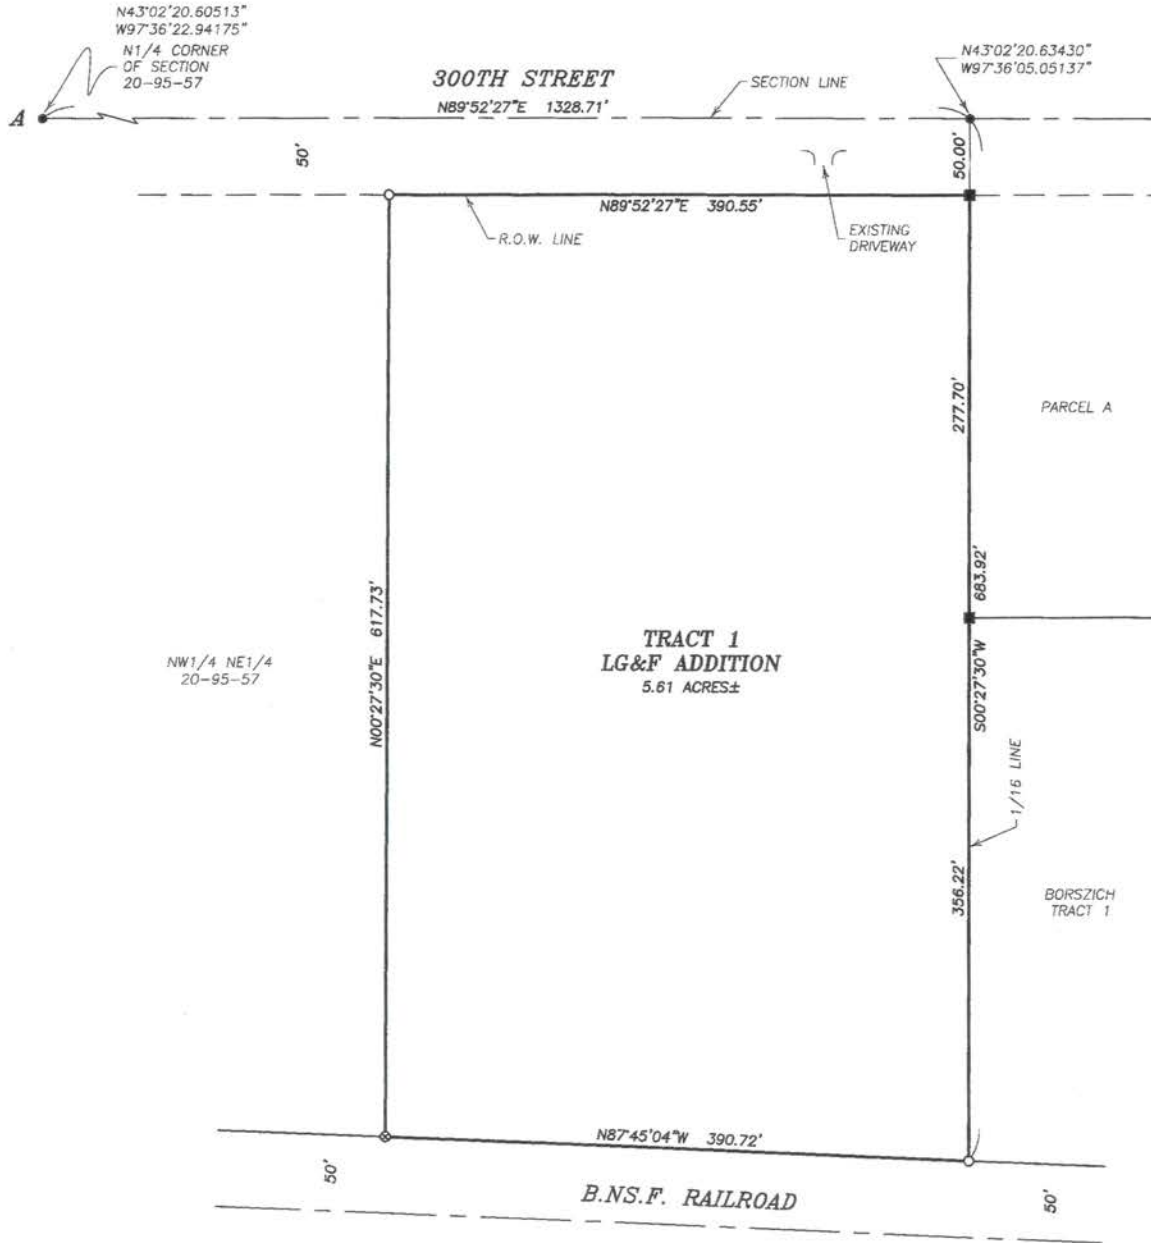 N43°02'20.60513"
W97°36'22.94175"
N1/4 CORNER
OF SECTION
20-95-57
300TH STREET
N89°52'27"E 1328.71'
SECTION LINE
N43°02'20.63430"
W97°36'05.05137"
A
50'
50.00'
N89°52'27"E 390.55'
R.O.W. LINE
EXISTING
DRIVEWAY
277.70'
PARCEL A
683.92'
N00°27'30"E 617.73'
NW1/4 NE1/4
20-95-57
TRACT 1
LG&F ADDITION
5.61 ACRES±
S00°27'30"W
1/16 LINE
356.22'
BORSZICH
TRACT 1
N87°45'04"W 390.72'
50'
B.NS.F. RAILROAD
50'